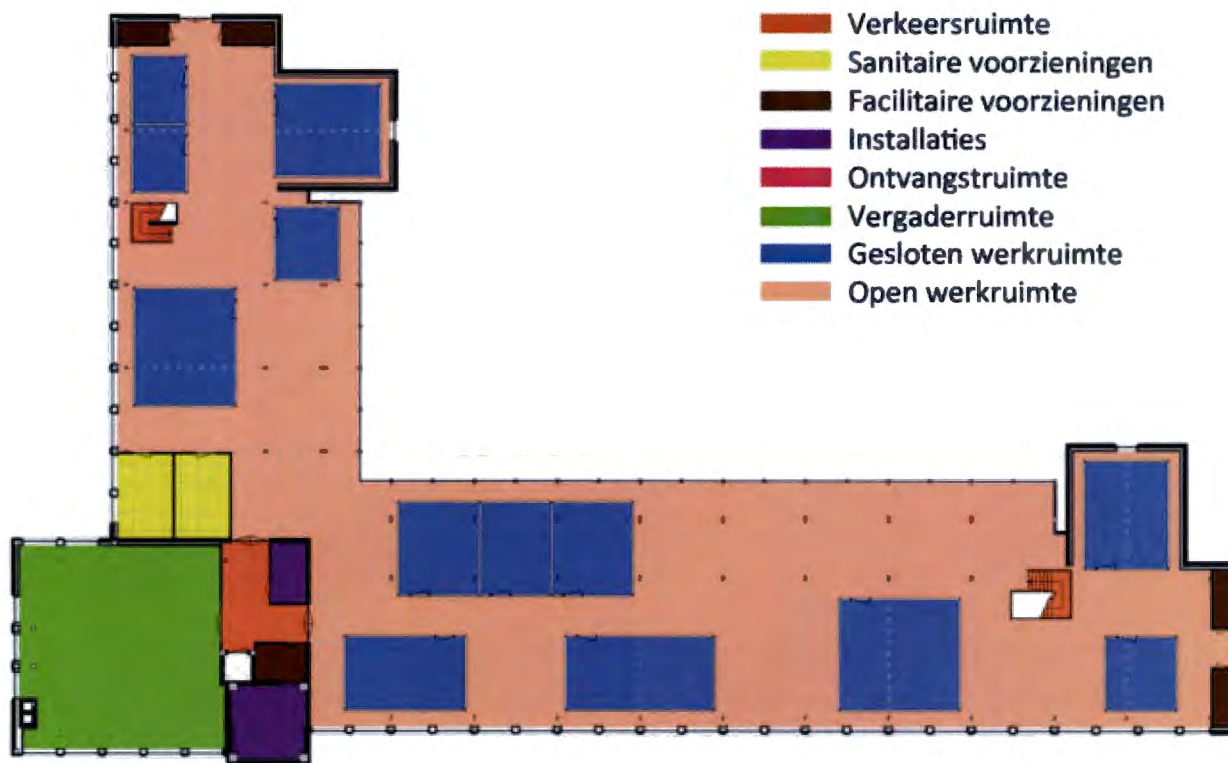 Verkeersruimte
Sanitaire voorzieningen
Facilitaire voorzieningen
Installaties
Ontvangstruimte
Vergaderruimte
Gesloten werkruimte
Open werkruimte